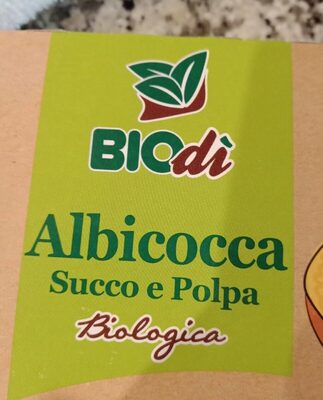 BIOdì
Albicocca
Succo e Polpa
Biologica